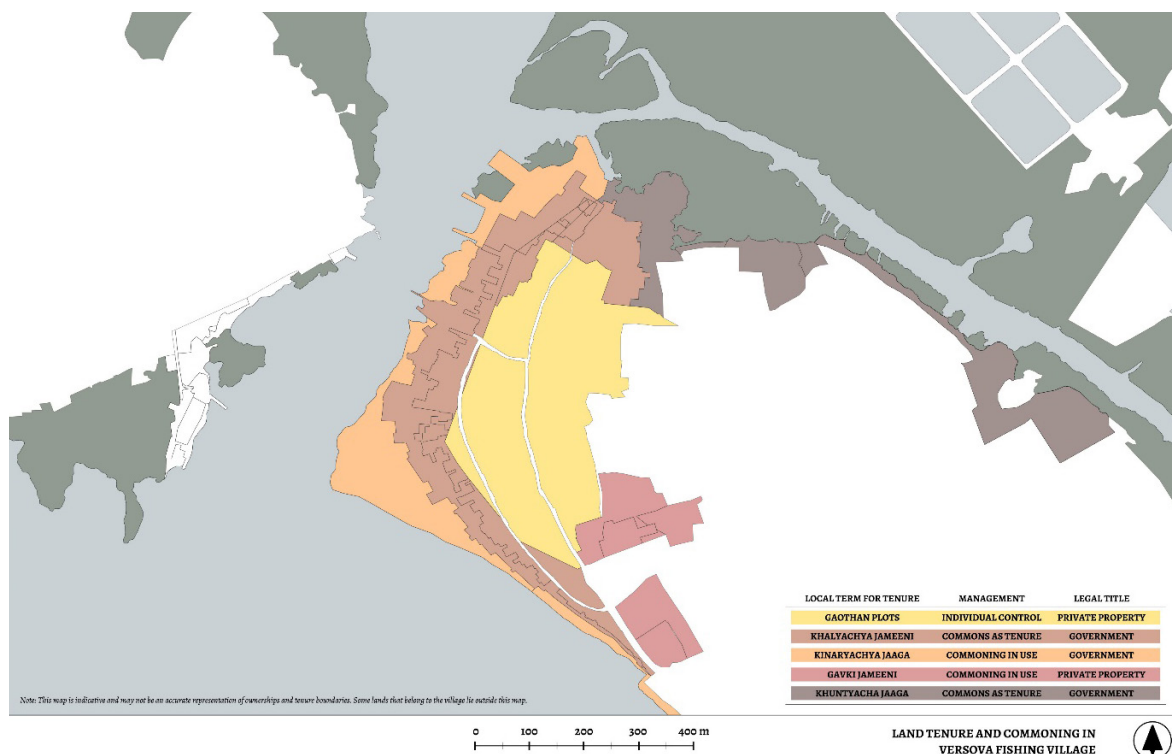 LOCAL TERM FOR TENURE MANAGEMENT LEGAL TITLE
GAOTHAN PLOTS INDIVIDUAL CONTROL PRIVATE PROPERTY
KHALYACHYA JAMEENI COMMONS AS TENURE GOVERNMENT
KINARYACHYA JAAGA COMMONING IN USE GOVERNMENT
GAVKI JAMEENI COMMONING IN USE PRIVATE PROPERTY
KHUNTYACHA JAAGA COMMONS AS TENURE GOVERNMENT
Note: This map is indicative and may not be an accurate representation of ownerships and tenure boundaries. Some lands that belong to the village lie outside this map.
0 100 200 300 400 m
LAND TENURE AND COMMONING IN
VERSOVA FISHING VILLAGE